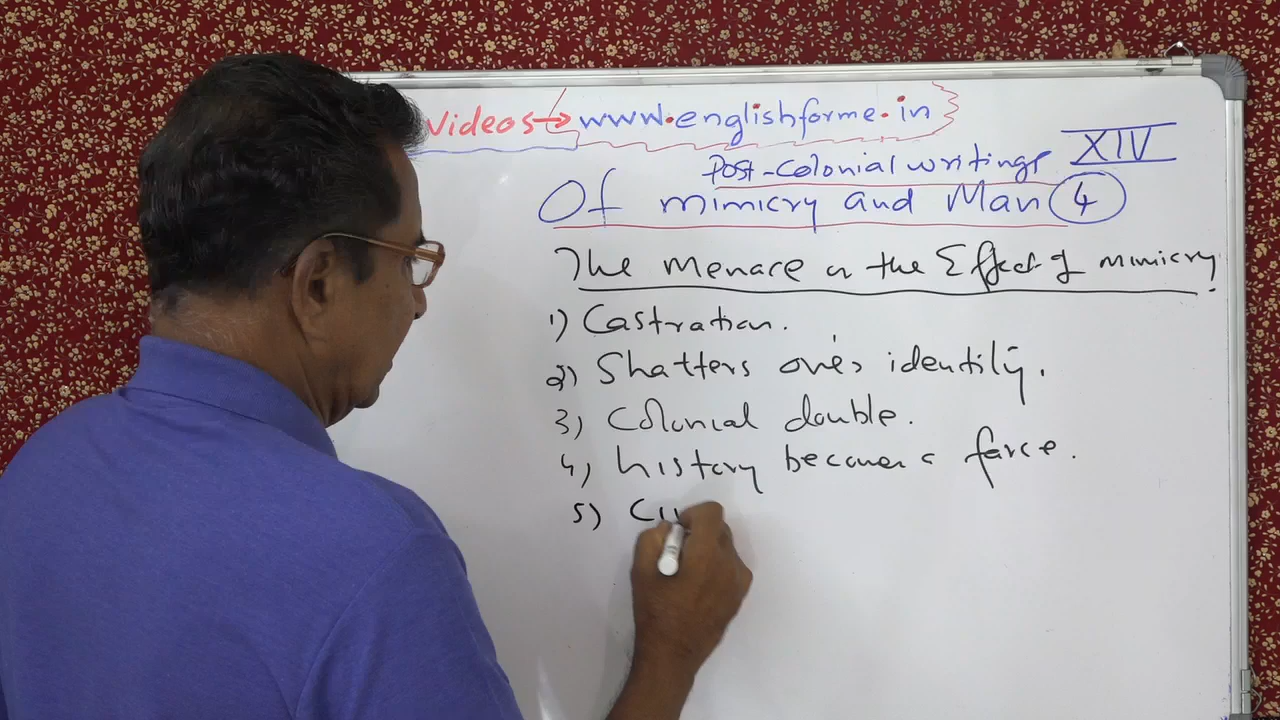 Videos → www.englishforme.in
Post-Colonial writings XIV
Of mimicry and Man 4
The Menace or the Effect of mimicry
1) Castration.
2) Shatters one's identity.
3) Colonial double.
4) history becomes a farce.
5)